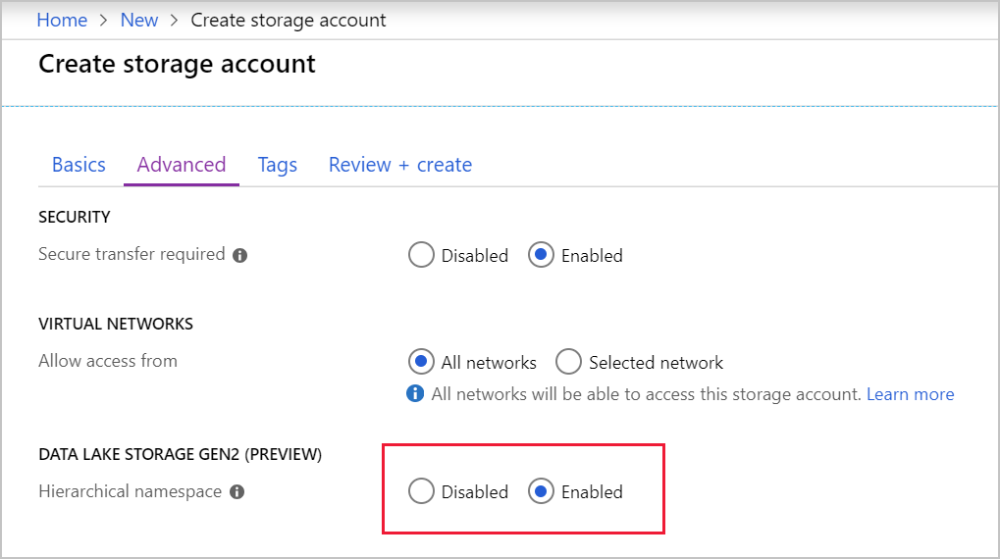 Home > New > Create storage account
Create storage account
Basics Advanced Tags Review + create
SECURITY
Secure transfer required Disabled Enabled
VIRTUAL NETWORKS
Allow access from All networks Selected network
All networks will be able to access this storage account. Learn more
DATA LAKE STORAGE GEN2 (PREVIEW)
Hierarchical namespace Disabled Enabled